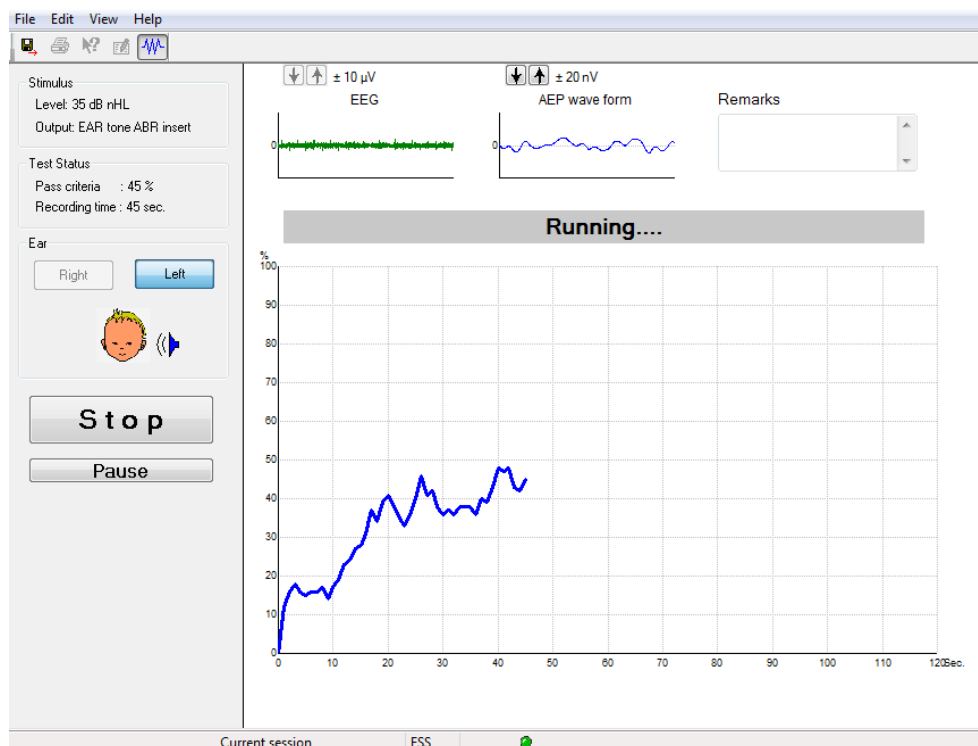 File Edit View Help
Stimulus
Level: 35 dB nHL
Output: EAR tone ABR insert
Test Status
Pass criteria : 45 %
Recording time : 45 sec.
Ear
Right Left
Stop
Pause
± 10 µV
EEG
0
± 20 nV
AEP wave form
0
Remarks
Running....
%
100
90
80
70
60
50
40
30
20
10
0
0 10 20 30 40 50 60 70 80 90 100 110 120 Sec.
Current session ESS